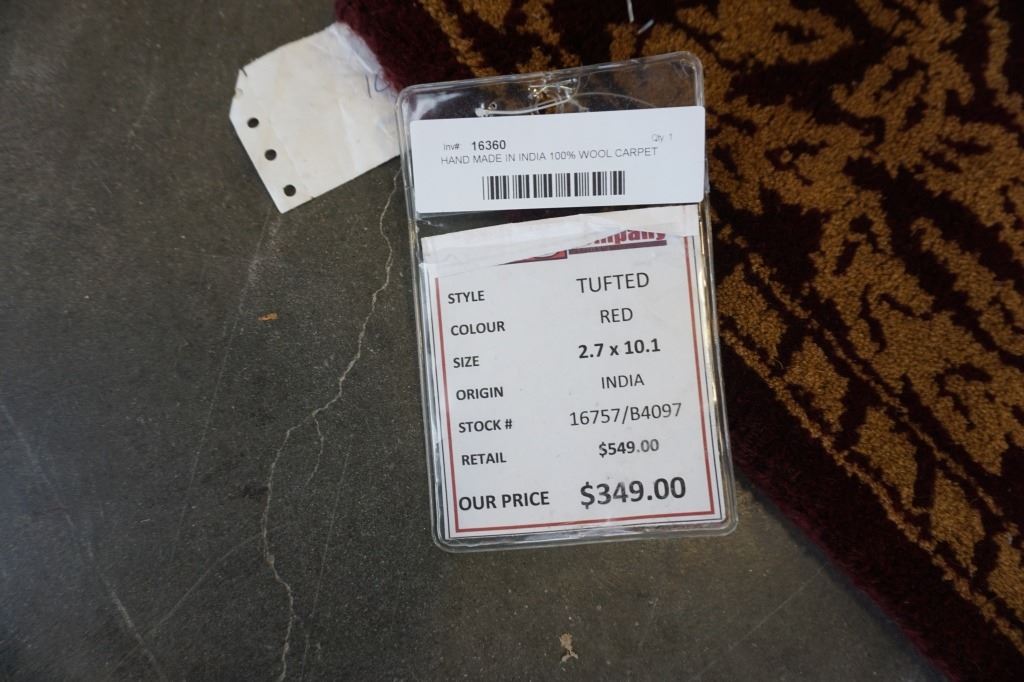 Inv# 16360 Qty 1
HAND MADE IN INDIA 100% WOOL CARPET
STYLE TUFTED
COLOUR RED
SIZE 2.7 x 10.1
ORIGIN INDIA
STOCK # 16757/B4097
RETAIL $549.00
OUR PRICE $349.00